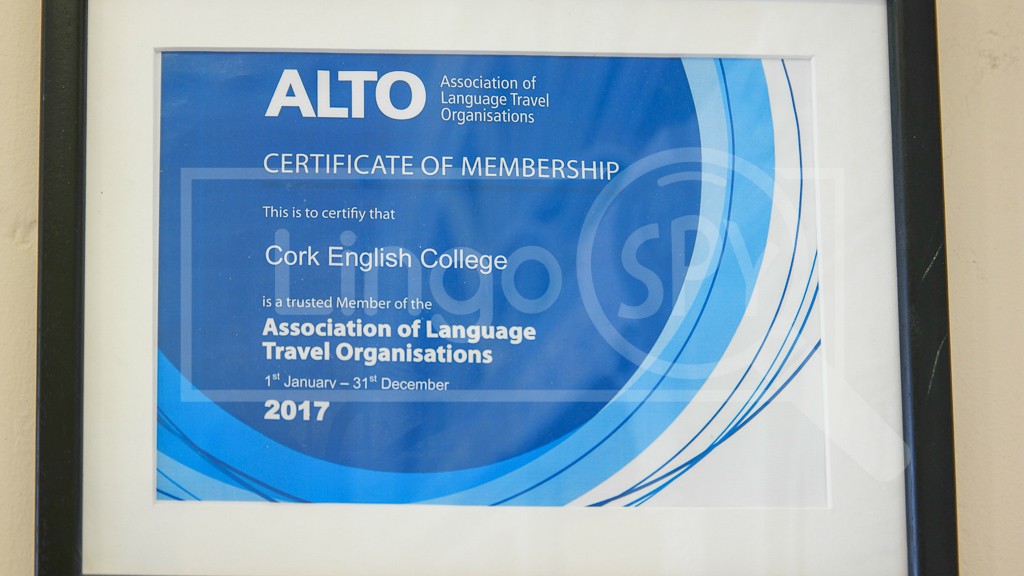 ALTO
Association of
Language Travel
Organisations
CERTIFICATE OF MEMBERSHIP
This is to certifiy that
Cork English College
is a trusted Member of the
Association of Language
Travel Organisations
1st January – 31st December
2017
Lingo SPY